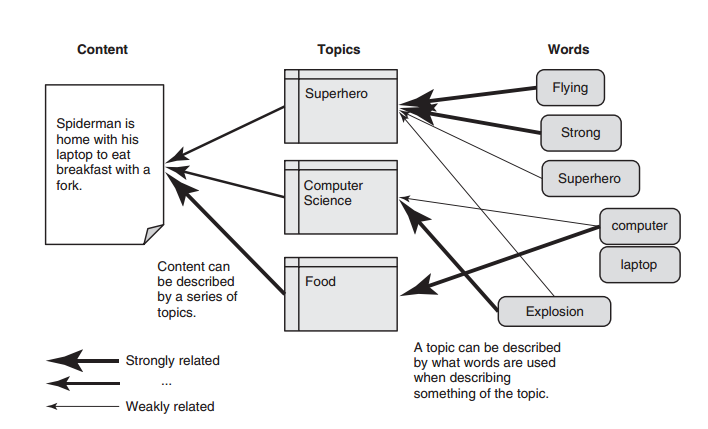 Content
Topics
Words
Spiderman is
home with his
laptop to eat
breakfast with a
fork.
Superhero
Computer
Science
Food
Flying
Strong
Superhero
computer
laptop
Explosion
Content can
be described
by a series of
topics.
A topic can be described
by what words are used
when describing
something of the topic.
Strongly related
...
Weakly related